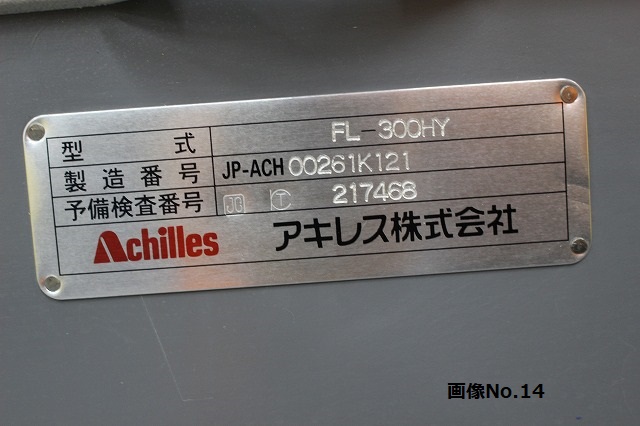 型 式 FL-300HY
製造番号 JP-ACH 00261K121
予備検査番号 JG T 217468
Achilles アキレス株式会社
画像No.14